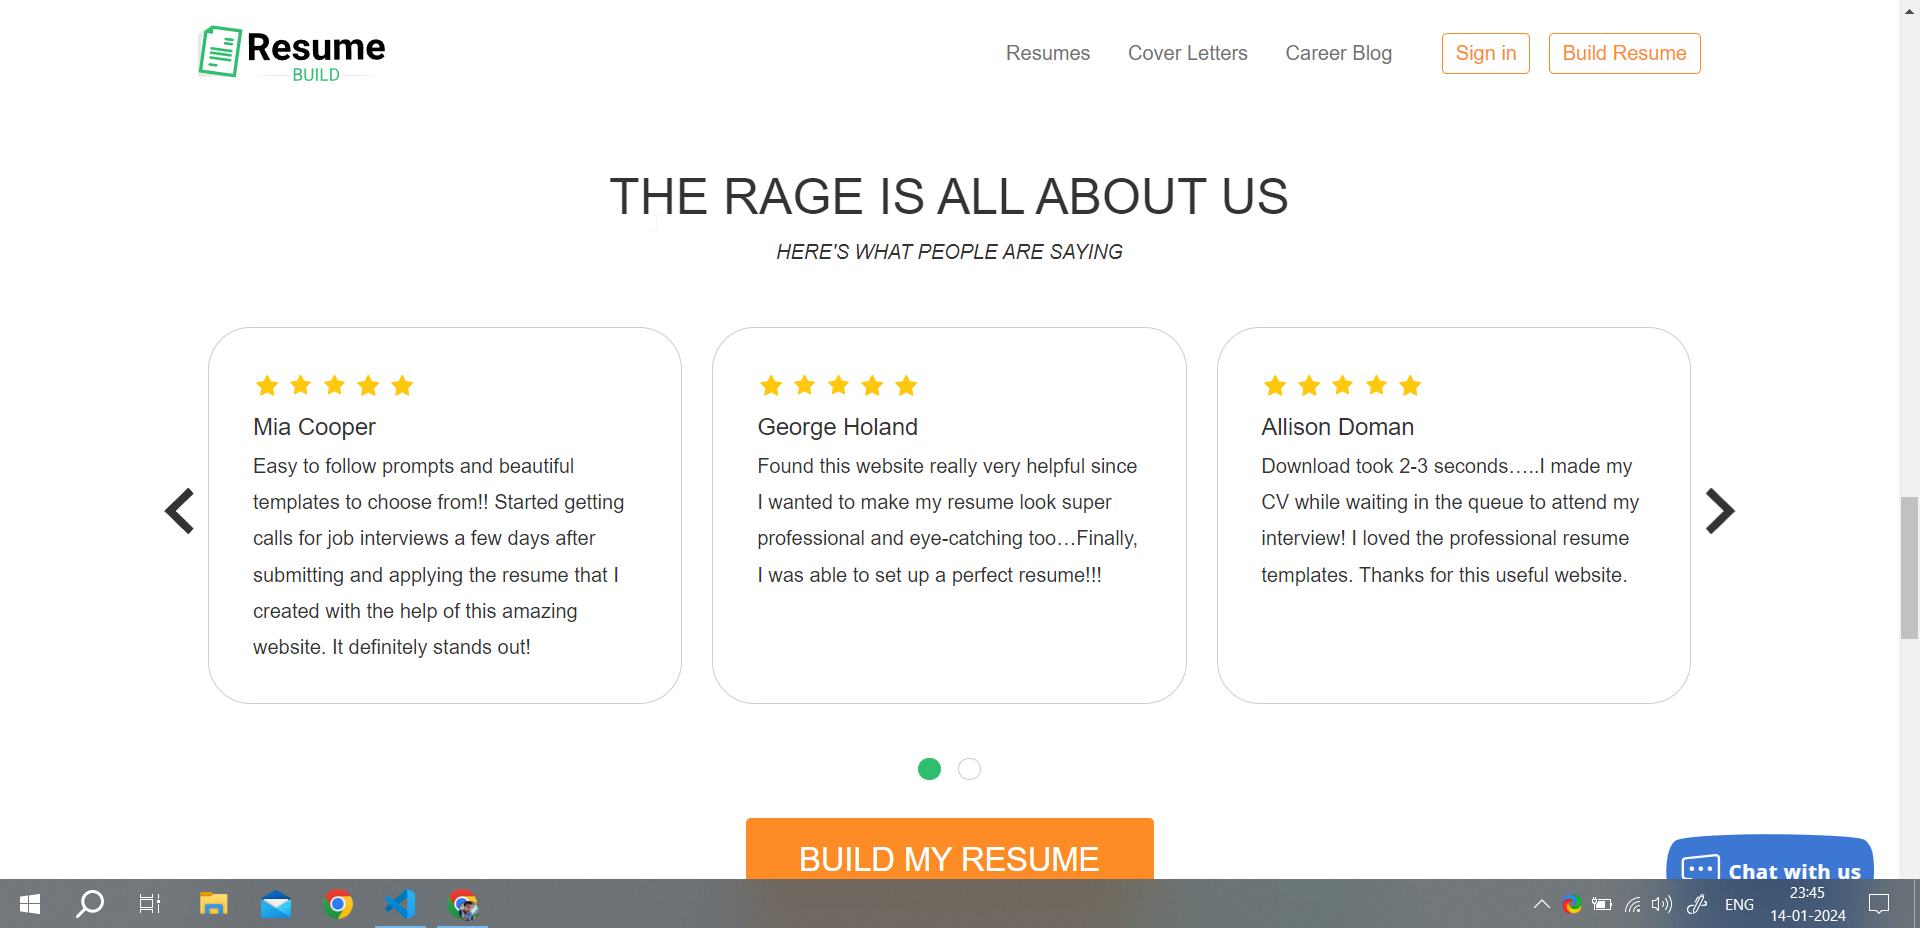 Resume
BUILD
Resumes
Cover Letters
Career Blog
Sign in
Build Resume
THE RAGE IS ALL ABOUT US
HERE'S WHAT PEOPLE ARE SAYING
Mia Cooper
Easy to follow prompts and beautiful
templates to choose from!! Started getting
calls for job interviews a few days after
submitting and applying the resume that I
created with the help of this amazing
website. It definitely stands out!
George Holand
Found this website really very helpful since
I wanted to make my resume look super
professional and eye-catching too…Finally,
I was able to set up a perfect resume!!!
Allison Doman
Download took 2-3 seconds…..I made my
CV while waiting in the queue to attend my
interview! I loved the professional resume
templates. Thanks for this useful website.
BUILD MY RESUME
Chat with us
ENG
23:45
14-01-2024